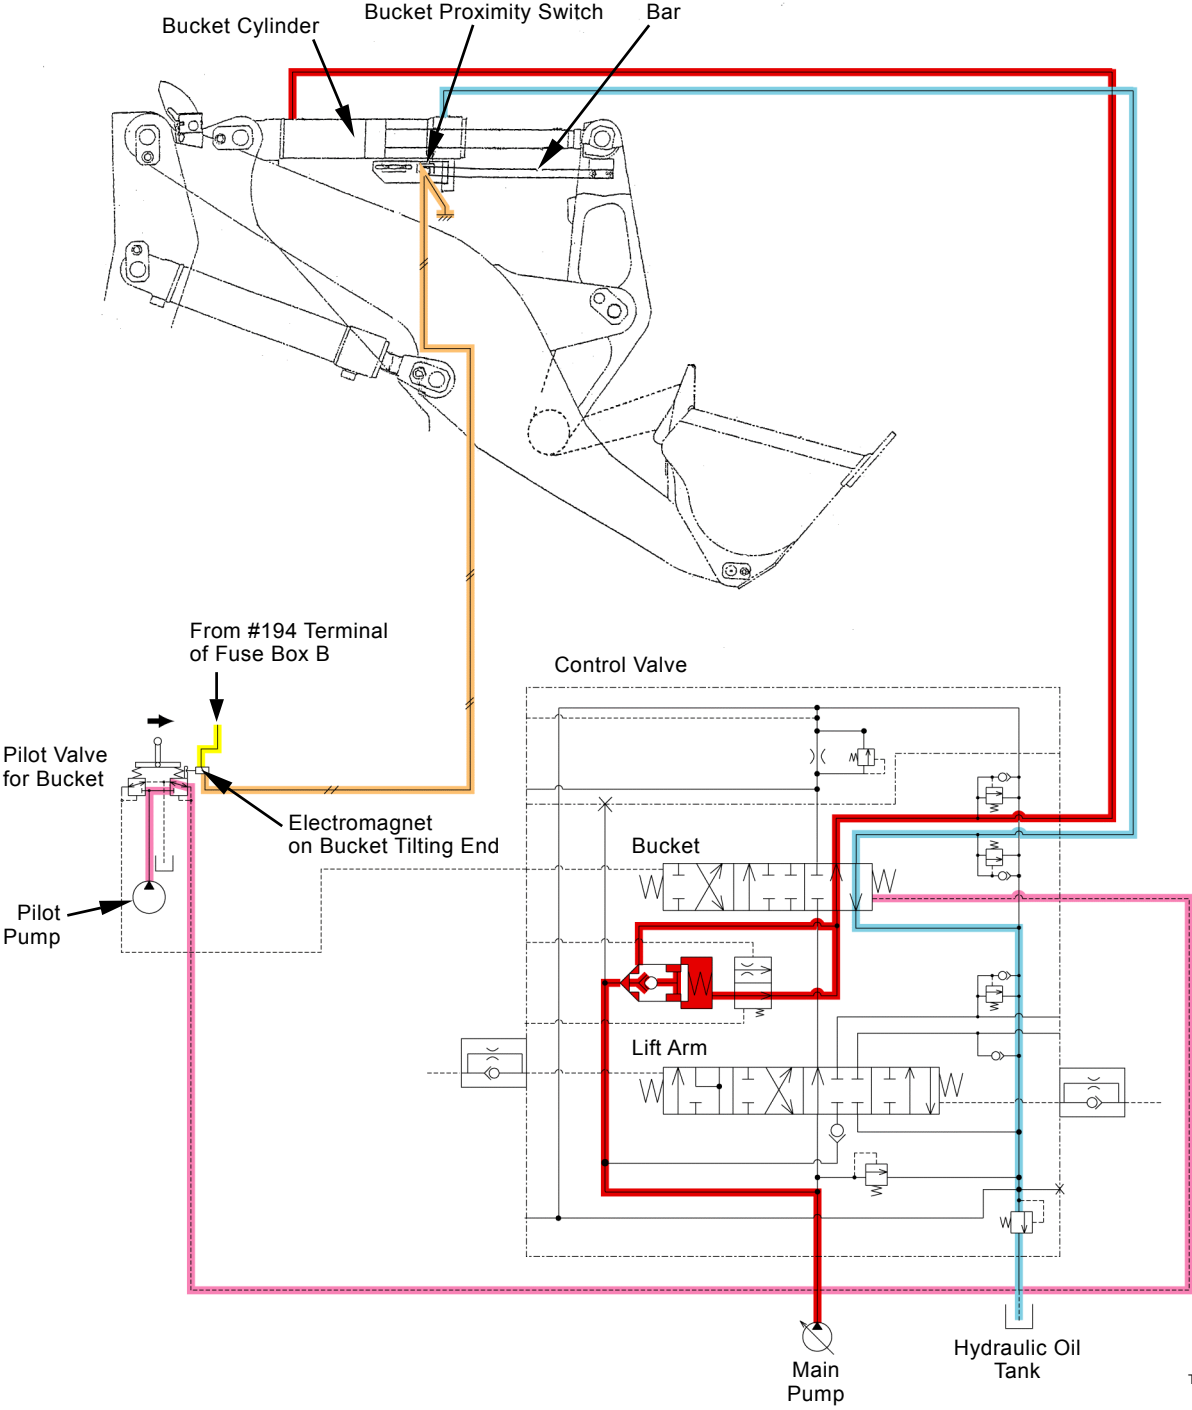 Bucket Proximity Switch
Bar
Bucket Cylinder
From #194 Terminal
of Fuse Box B
Control Valve
Pilot Valve
for Bucket
Electromagnet
on Bucket Tilting End
Bucket
Pilot
Pump
Lift Arm
Hydraulic Oil
Tank
Main
Pump
T